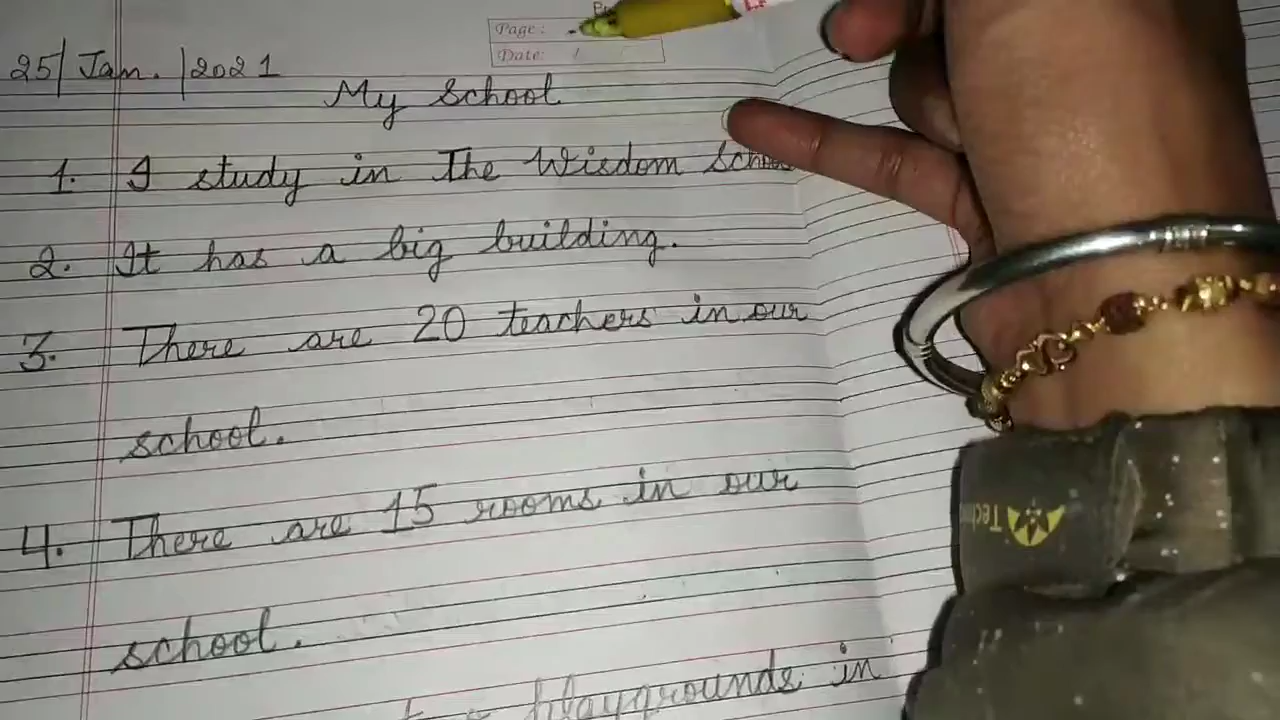 Page:
Date:
25/Jan./2021
My School
1. I study in The Wisdom School
2. It has a big building.
3. There are 20 teachers in our
school.
4. There are 15 rooms in our
school.
playgrounds in